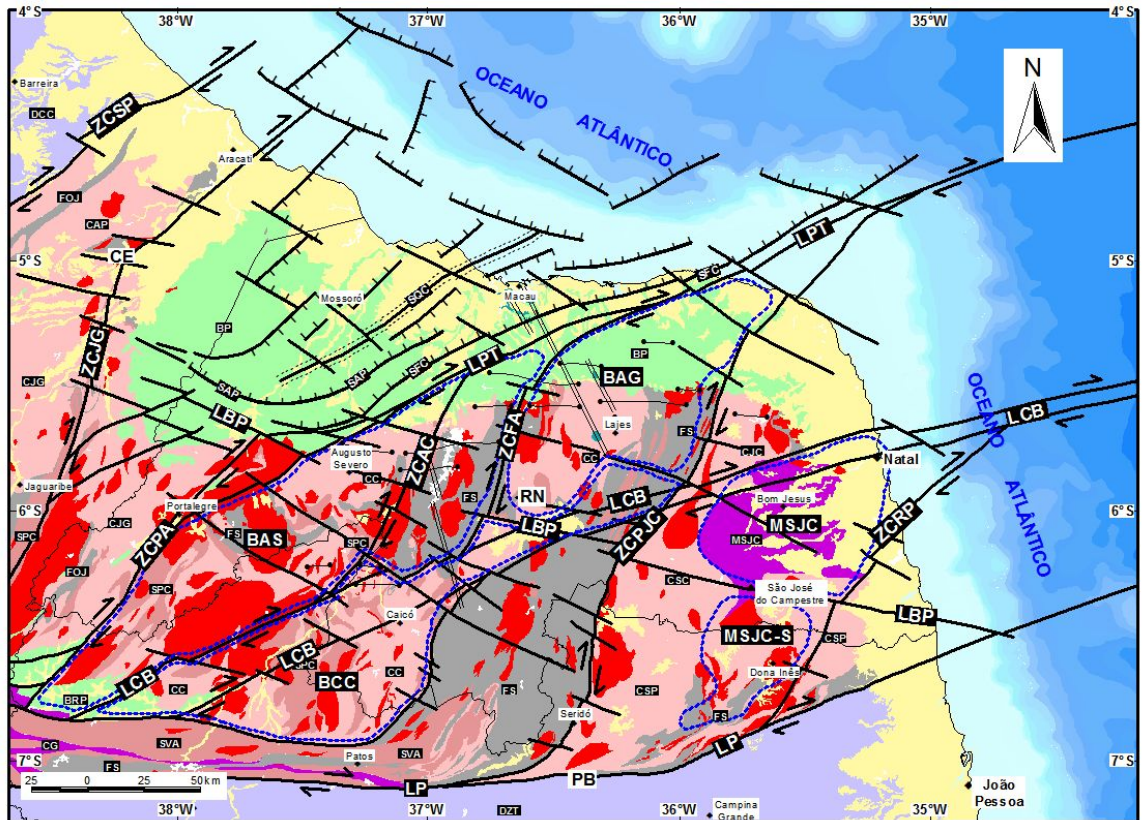 4°S
38°W
37°W
36°W
35°W
4°S
N
OCEANO
ATLÂNTICO
Barreira
DCC
ZCSP
Aracati
FOJ
CAP
CE
5°S
5°S
LPT
SFC
Macau
SOC
Mossoró
BP
ZCJG
CJG
SAP
SAP
SFC
LPT
BP
BAG
LBP
ZCFA
ZCAC
Lajes
FS
Augusto
Severo
CC
CC
CJC
LCB
OCEANO
ATLÂNTICO
Natal
Jaguaribe
Portalegre
FS
RN
LCB
Bom Jesus
6°S
SPC
CJG
ZCPA
FS
BAS
SPC
LBP
ZCPJC
MSJC
MSJC
ZCRP
6°S
FOJ
SPC
CSC
São José
do Campestre
LBP
Caicó
MSJC-S
CSP
LCB
LCB
CC
BCC
CC
Dona Inês
BRP
FS
CSP
FS
Seridó
CG
SVA
SVA
LP
7°S
FS
Patos
PB
7°S
25
0
25
50km
LP
João
Pessoa
DZT
Campina
Grande
38°W
37°W
36°W
35°W